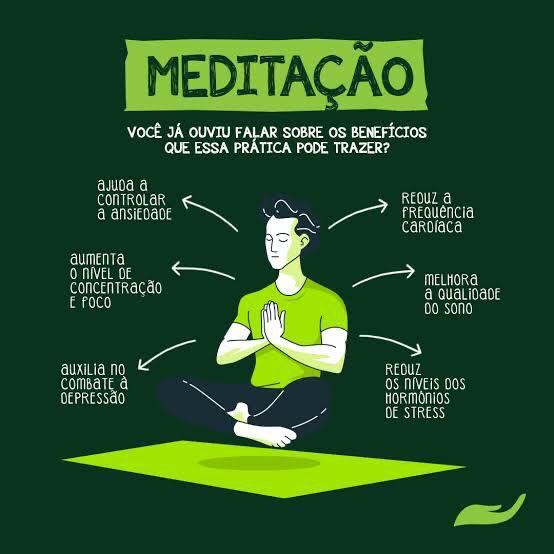 MEDITAÇÃO
VOCÊ JÁ OUVIU FALAR SOBRE OS BENEFÍCIOS
QUE ESSA PRÁTICA PODE TRAZER?
AJUDA A
CONTROLAR
A ANSIEDADE
AUMENTA
O NÍVEL DE
CONCENTRAÇÃO
E FOCO
AUXILIA NO
COMBATE À
DEPRESSÃO
REDUZ A
FREQUÊNCIA
CARDÍACA
MELHORA
A QUALIDADE
DO SONO
REDUZ
OS NÍVEIS DOS
HORMÔNIOS
DE STRESS